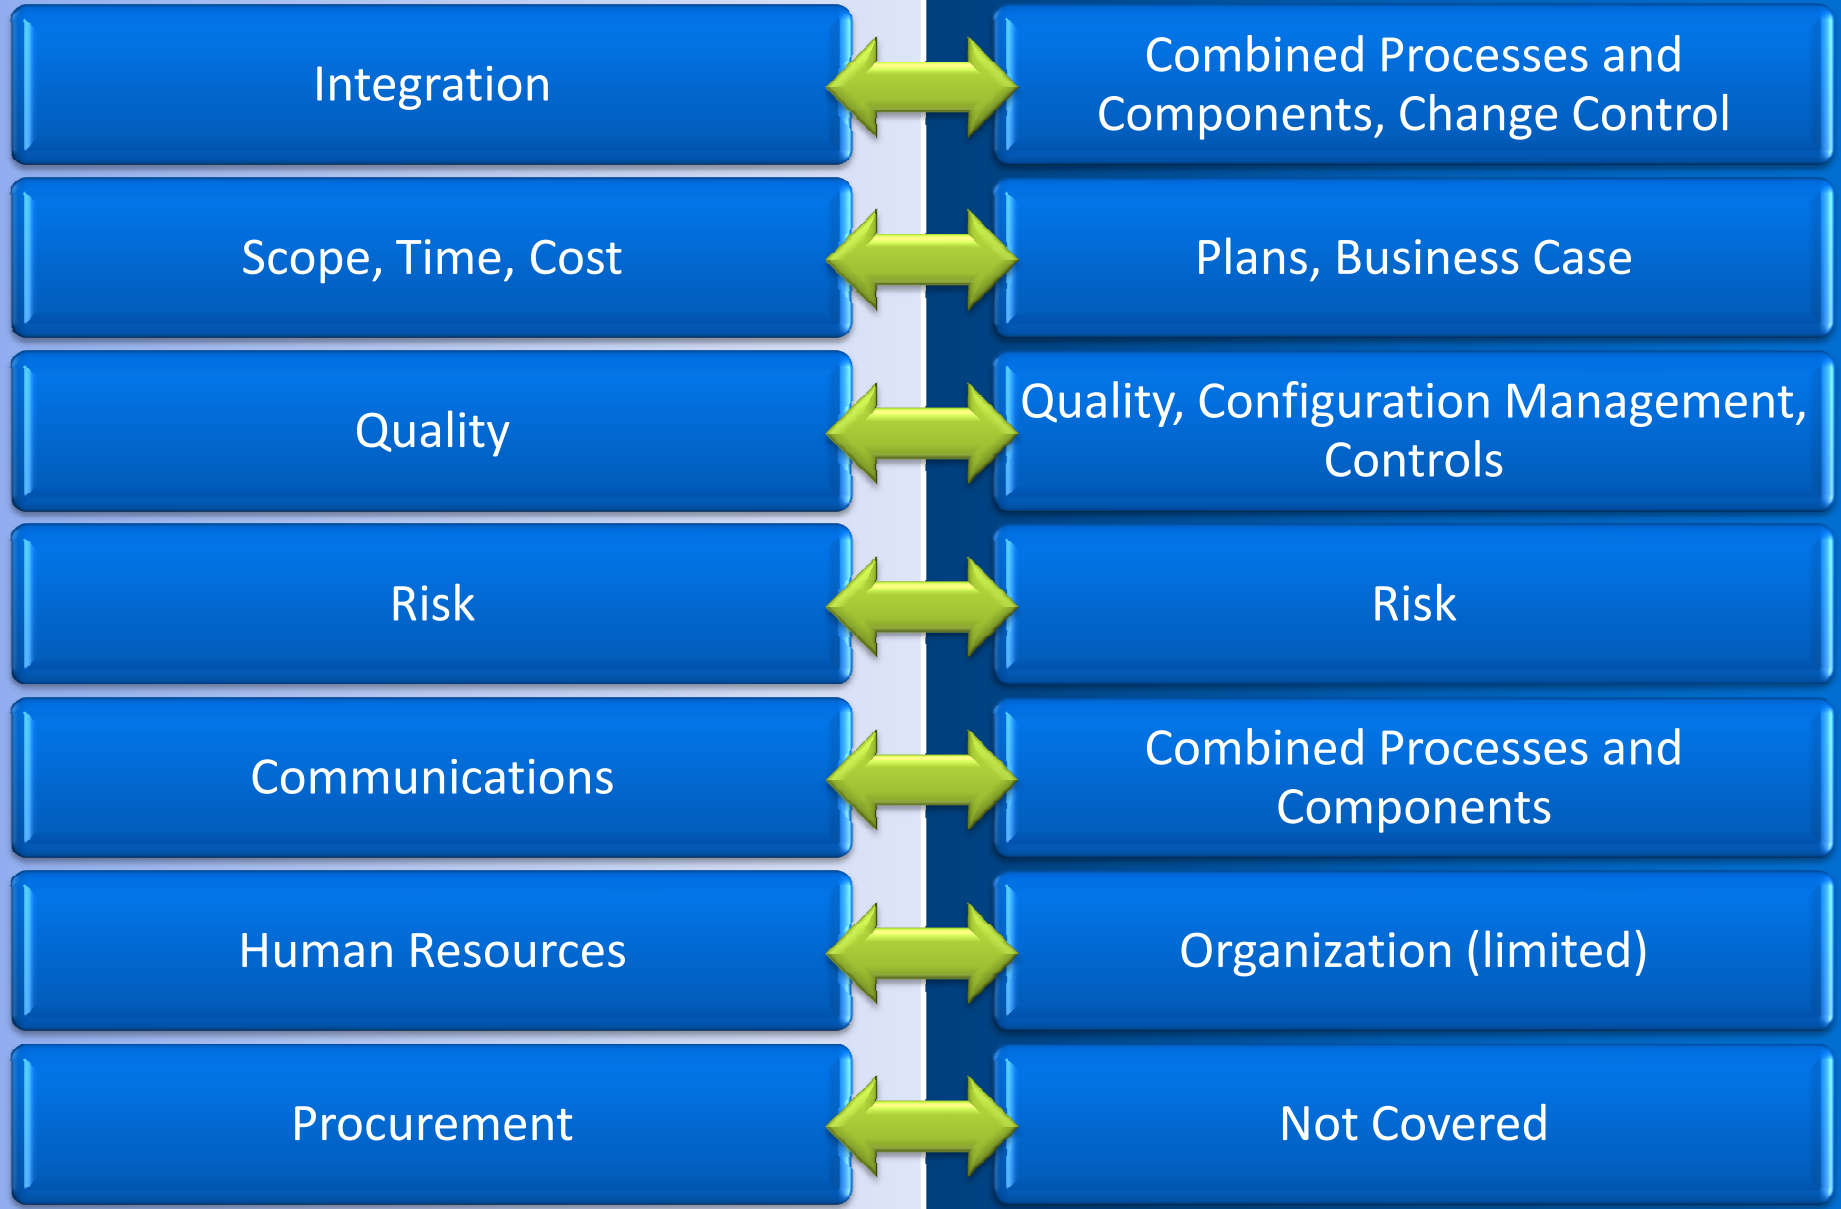 Integration
Combined Processes and
Components, Change Control
Scope, Time, Cost
Plans, Business Case
Quality
Quality, Configuration Management,
Controls
Risk
Risk
Communications
Combined Processes and
Components
Human Resources
Organization (limited)
Procurement
Not Covered